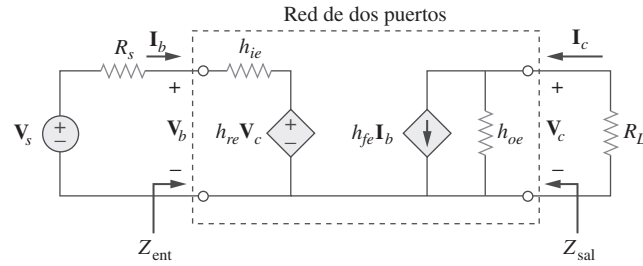 Red de dos puertos
R_s
I_b
h_ie
I_c
+
+
+
−
V_s
V_b
h_re V_c
+
−
h_fe I_b
h_oe
V_c
R_L
−
−
Z_ent
Z_sal